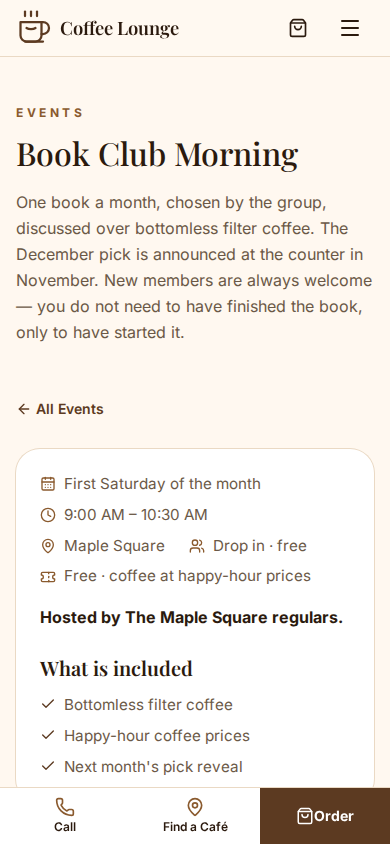 Coffee Lounge
EVENTS
Book Club Morning
One book a month, chosen by the group,
discussed over bottomless filter coffee. The
December pick is announced at the counter in
November. New members are always welcome
— you do not need to have finished the book,
only to have started it.
← All Events
First Saturday of the month
9:00 AM – 10:30 AM
Maple Square Drop in · free
Free · coffee at happy-hour prices
Hosted by The Maple Square regulars.
What is included
Bottomless filter coffee
Happy-hour coffee prices
Next month's pick reveal
Call Find a Café Order